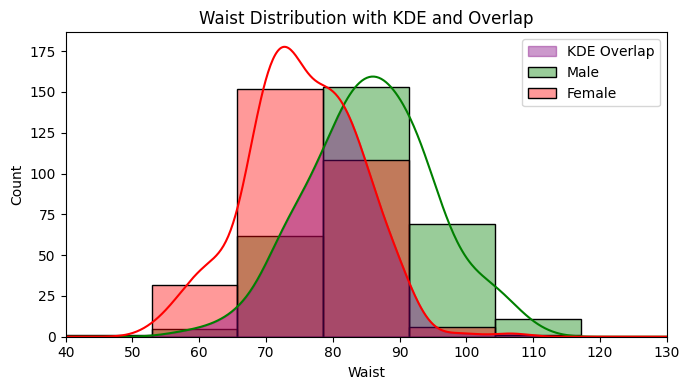 Waist Distribution with KDE and Overlap
KDE Overlap
Male
Female
Count
175
150
125
100
75
50
25
0
40 50 60 70 80 90 100 110 120 130
Waist